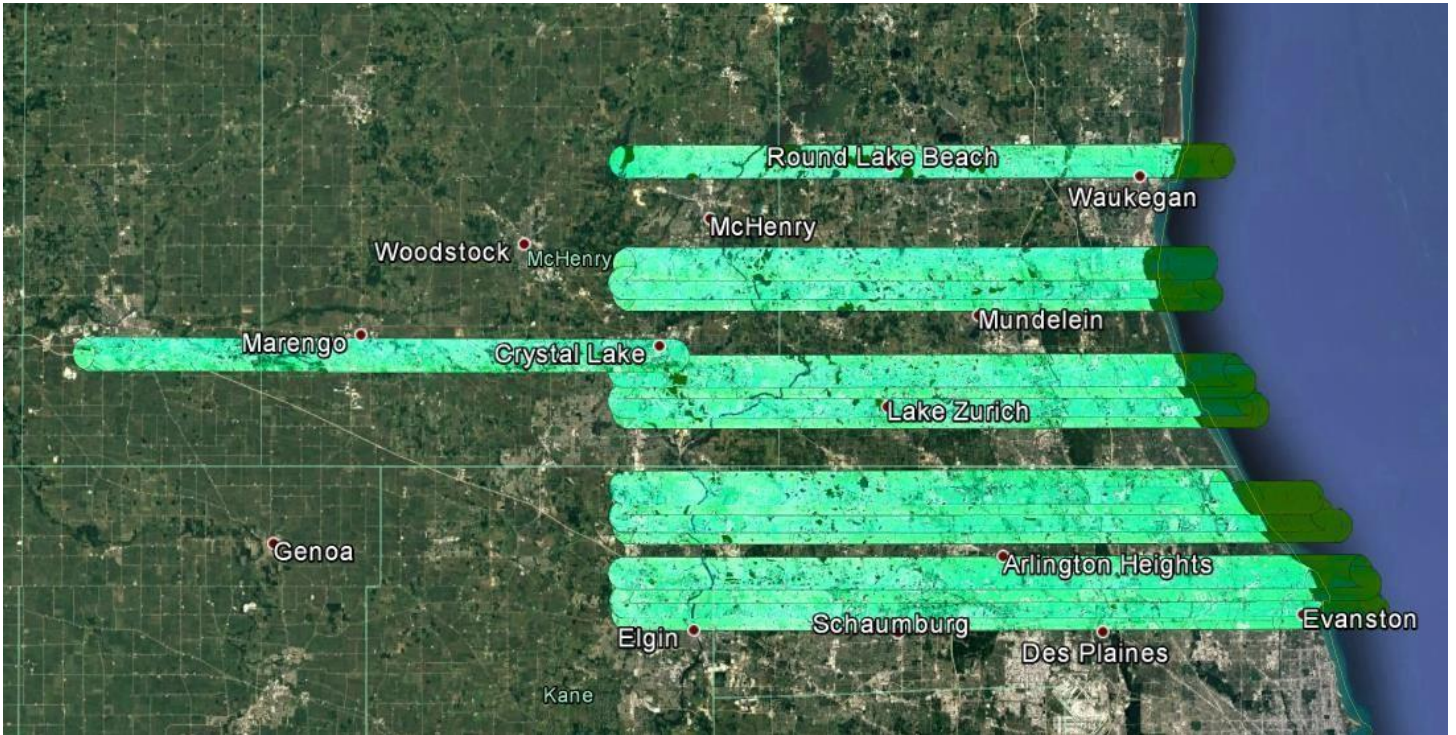 Round Lake Beach
Waukegan
McHenry
Woodstock
McHenry
Mundelein
Marengo
Crystal Lake
Lake Zurich
Genoa
Arlington Heights
Elgin
Schaumburg
Evanston
Des Plaines
Kane